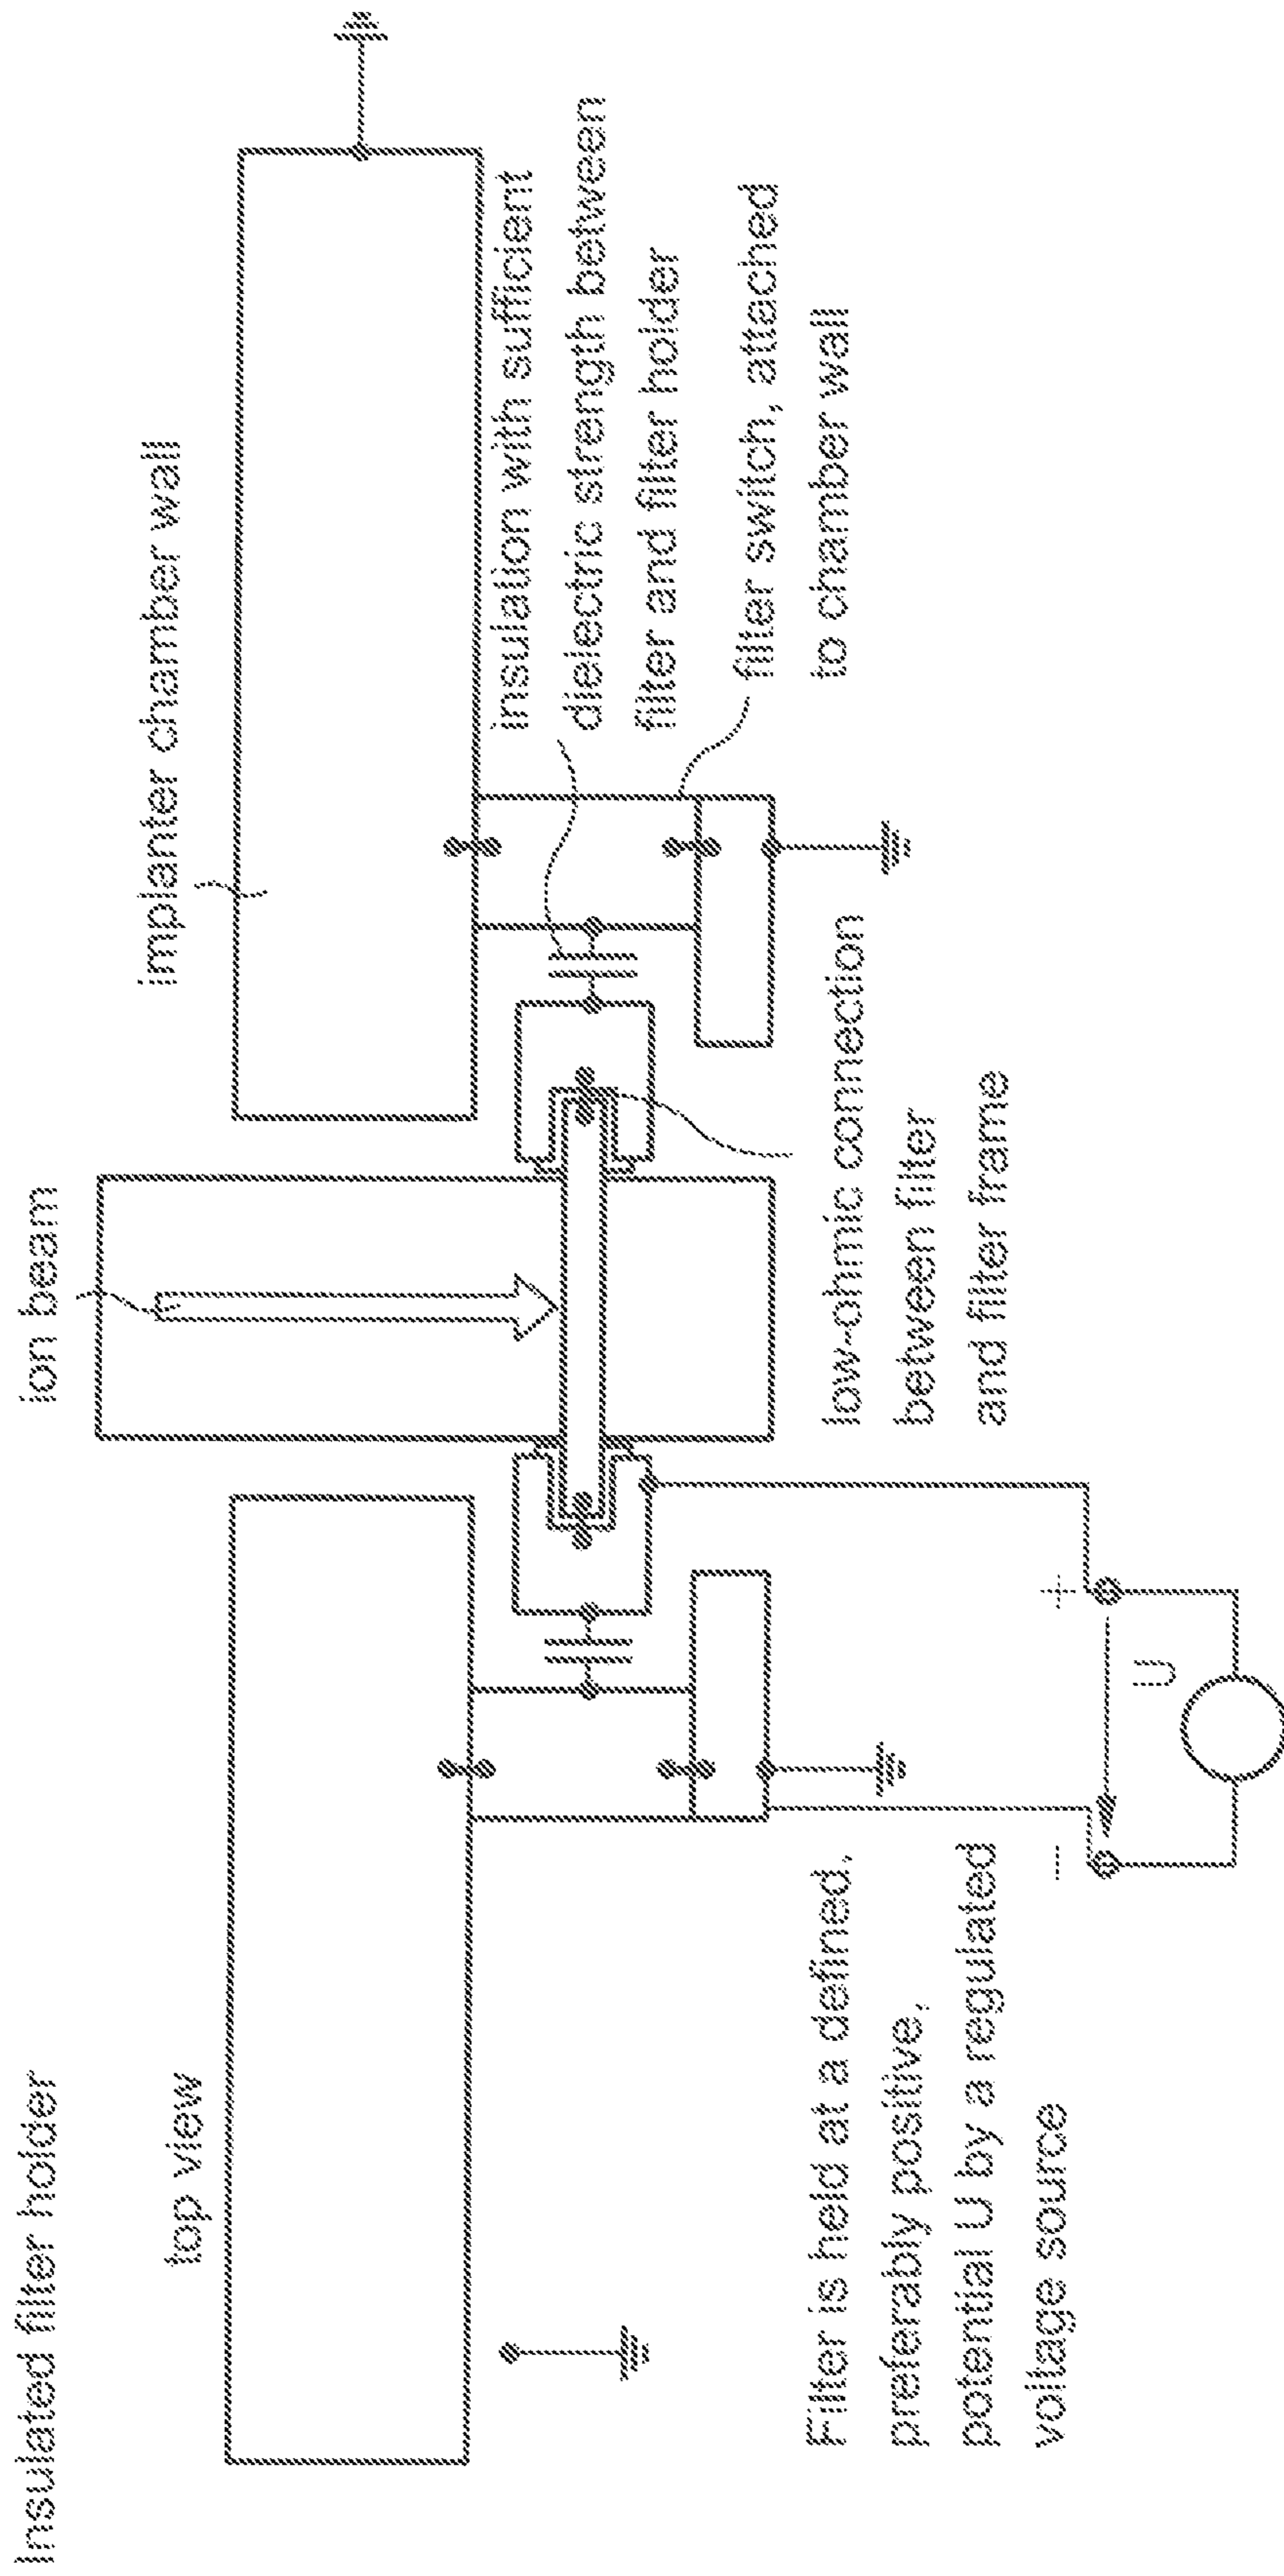 Insulated filter holder
top view
ion beam
implanter chamber wall
insulation with sufficient
dielectric strength between
filter and filter holder
filter switch, attached
to chamber wall
low-ohmic connection
between filter
and filter frame
Filter is held at a defined,
preferably positive,
potential U by a regulated
voltage source
− +
U